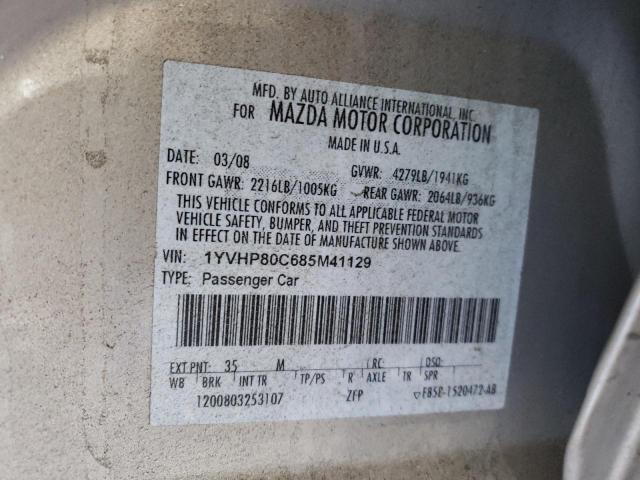 MFD. BY AUTO ALLIANCE INTERNATIONAL, INC.
FOR MAZDA MOTOR CORPORATION
MADE IN U.S.A.
DATE: 03/08 GVWR: 4279LB/1941KG
FRONT GAWR: 2216LB/1005KG REAR GAWR: 2064LB/936KG
THIS VEHICLE CONFORMS TO ALL APPLICABLE FEDERAL MOTOR
VEHICLE SAFETY, BUMPER, AND THEFT PREVENTION STANDARDS
IN EFFECT ON THE DATE OF MANUFACTURE SHOWN ABOVE.
VIN: 1YVHP80C685M41129
TYPE: Passenger Car
EXT PNT: 35 M RC: DSO:
WB BRK INT TR TP/PS R AXLE TR SPR
1200803253107 ZFP F85B-1520472-AB